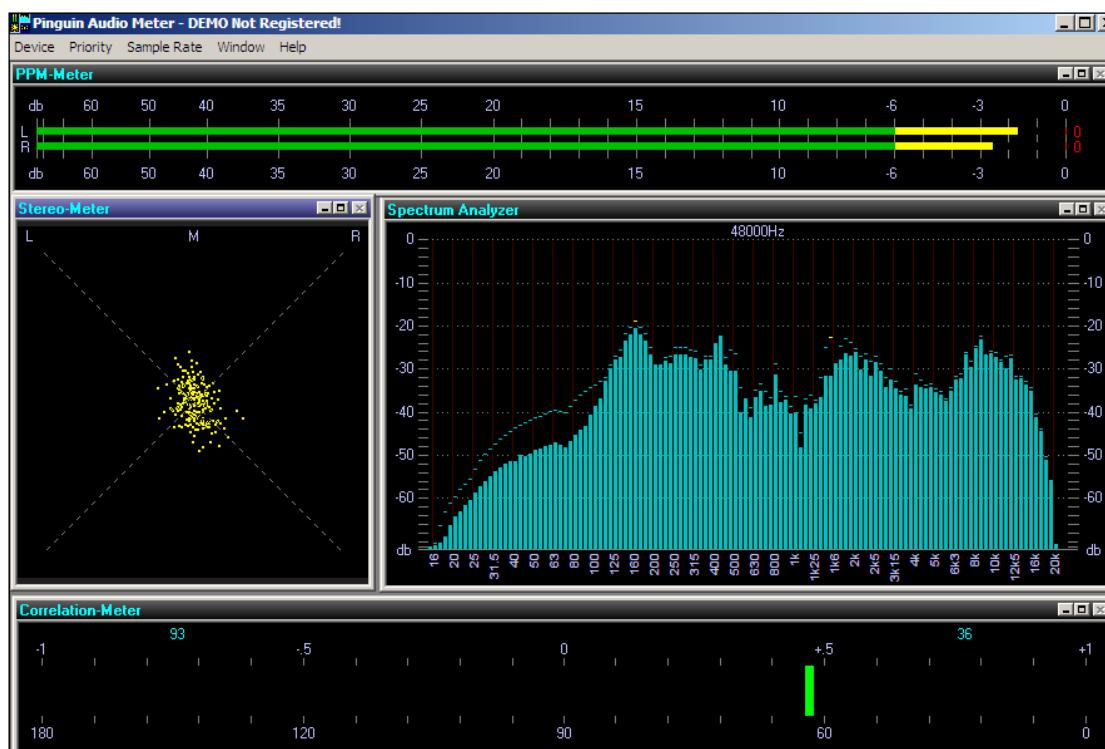 Pinguin Audio Meter - DEMO Not Registered!
Device Priority Sample Rate Window Help
PPM-Meter
db 60 50 40 35 30 25 20 15 10 -6 -3 0
L 0
R 0
db 60 50 40 35 30 25 20 15 10 -6 -3 0
Stereo-Meter
L M R
Spectrum Analyzer
48000Hz
0 0
-10 -10
-20 -20
-30 -30
-40 -40
-50 -50
-60 -60
db db
16 20 25 31.5 40 50 63 80 100 125 160 200 250 315 400 500 630 800 1k 1k25 1k6 2k 2k5 3k15 4k 5k 6k3 8k 10k 12k5 16k 20k
Correlation-Meter
93 36
-1 -.5 0 +.5 +1
180 120 90 60 0